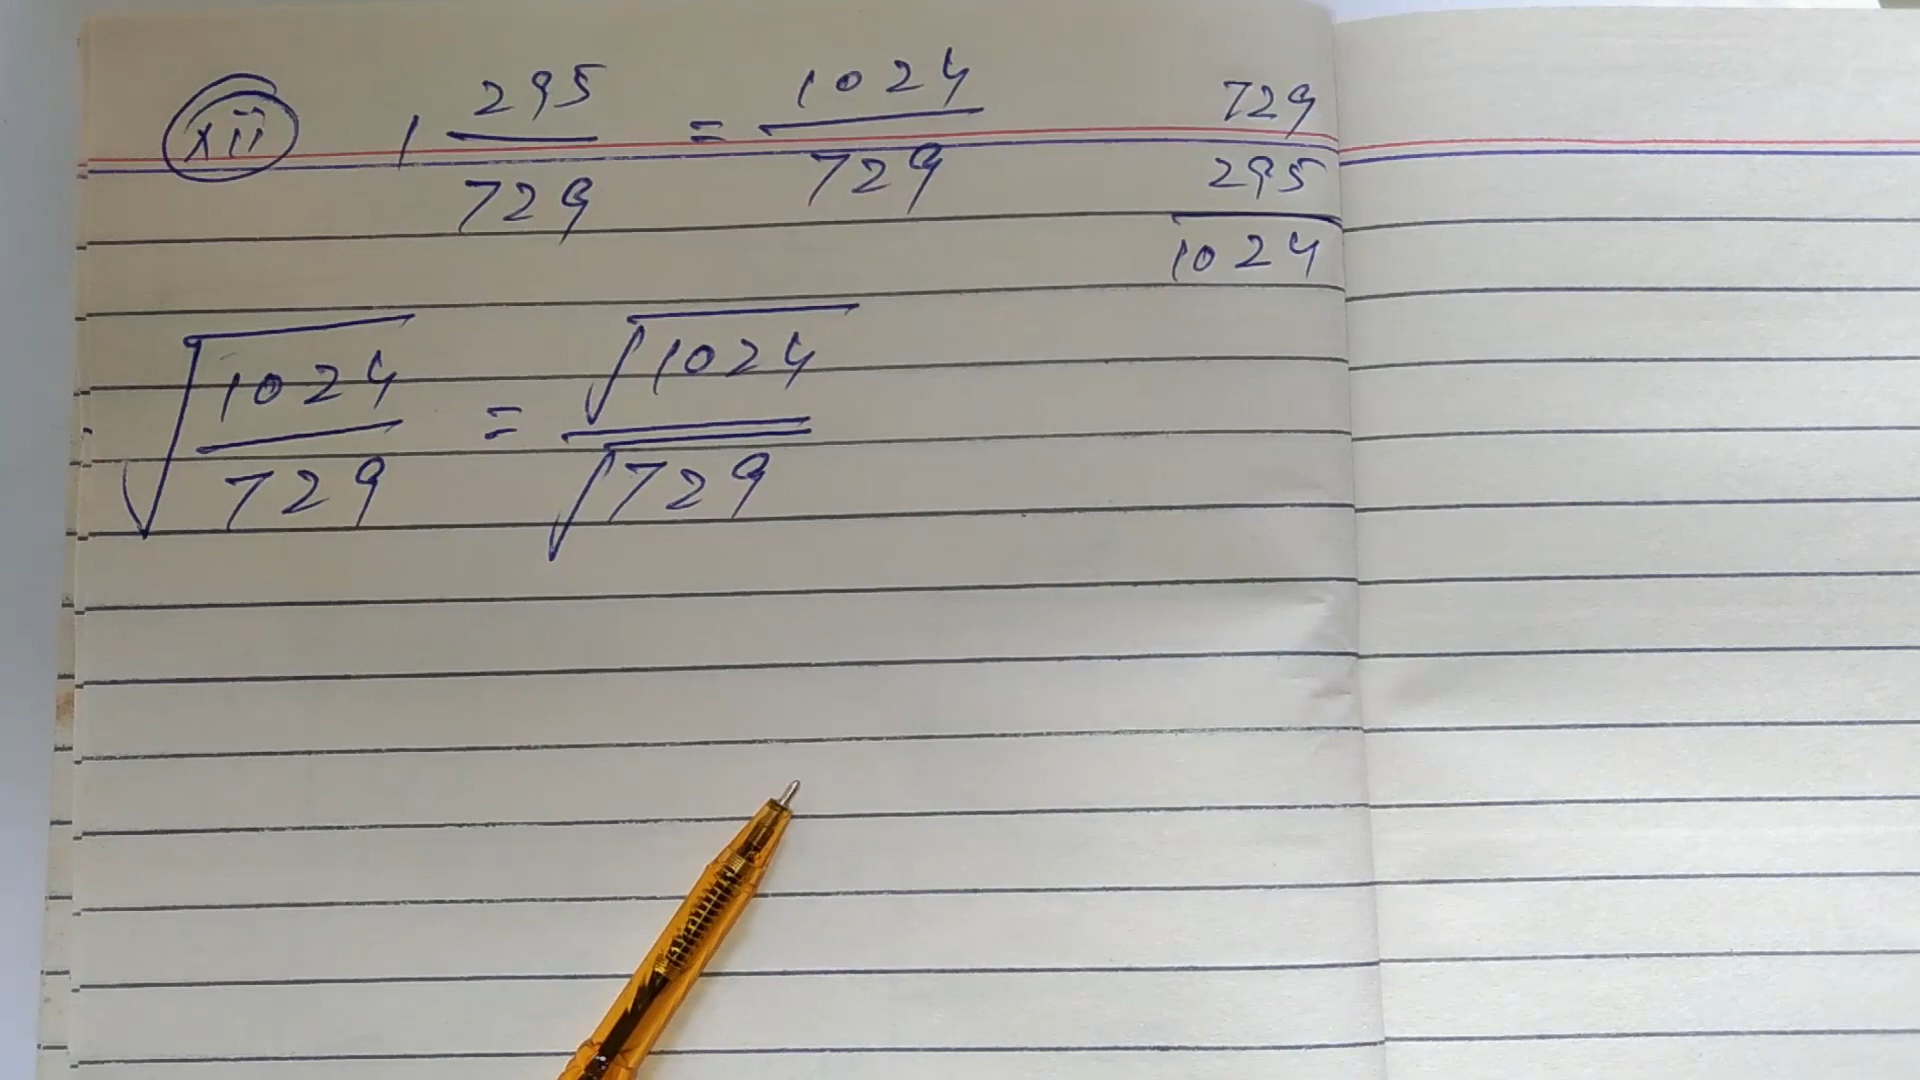 xii 1 295/729 = 1024/729
729
295
1024
√(1024/729) = √1024/√729